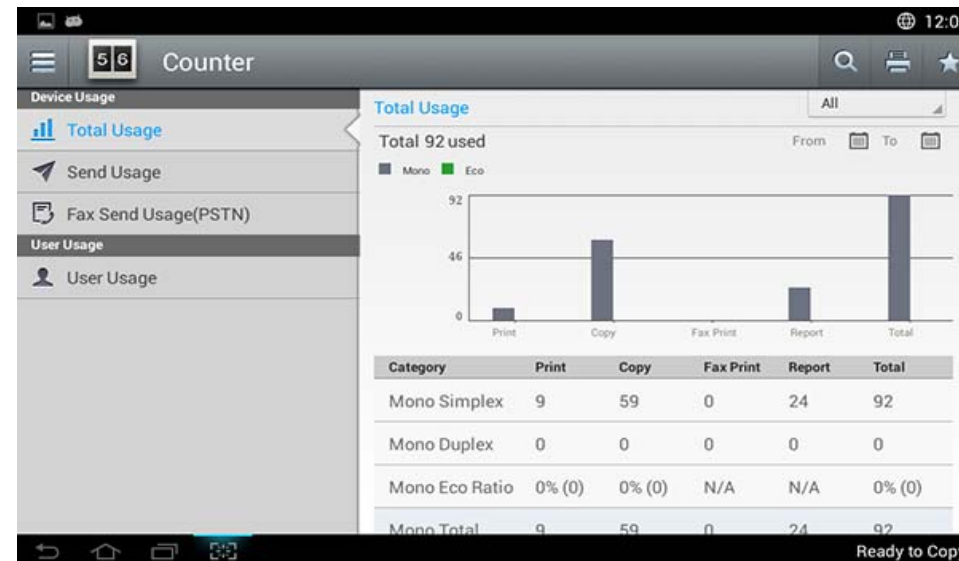 12:0
56 Counter
Device Usage
Total Usage
Send Usage
Fax Send Usage(PSTN)
User Usage
User Usage
Total Usage All
Total 92 used From To
Mono Eco
92
46
0
Print Copy Fax Print Report Total
Category Print Copy Fax Print Report Total
Mono Simplex 9 59 0 24 92
Mono Duplex 0 0 0 0 0
Mono Eco Ratio 0% (0) 0% (0) N/A N/A 0% (0)
Mono Total 9 59 0 24 92
Ready to Copy